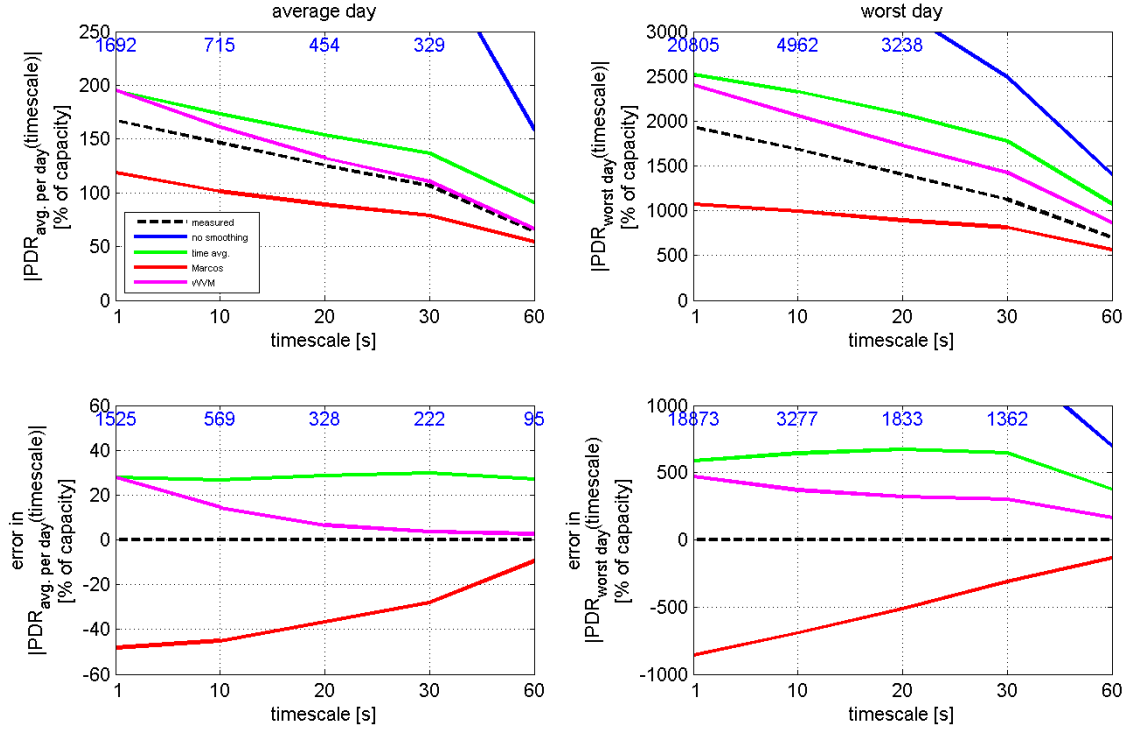 average day
250
200
150
100
50
0
1692 715 454 329
|PDR avg. per day (timescale)|
[% of capacity]
measured
no smoothing
time avg.
Marcos
WVM
1 10 20 30 60
timescale [s]
worst day
3000
2500
2000
1500
1000
500
0
20805 4962 3238
|PDR worst day (timescale)|
[% of capacity]
1 10 20 30 60
timescale [s]
60
40
20
0
-20
-40
-60
1525 569 328 222 95
error in
|PDR avg. per day (timescale)|
[% of capacity]
1 10 20 30 60
timescale [s]
1000
500
0
-500
-1000
18873 3277 1833 1362
error in
|PDR worst day (timescale)
[% of capacity]
1 10 20 30 60
timescale [s]